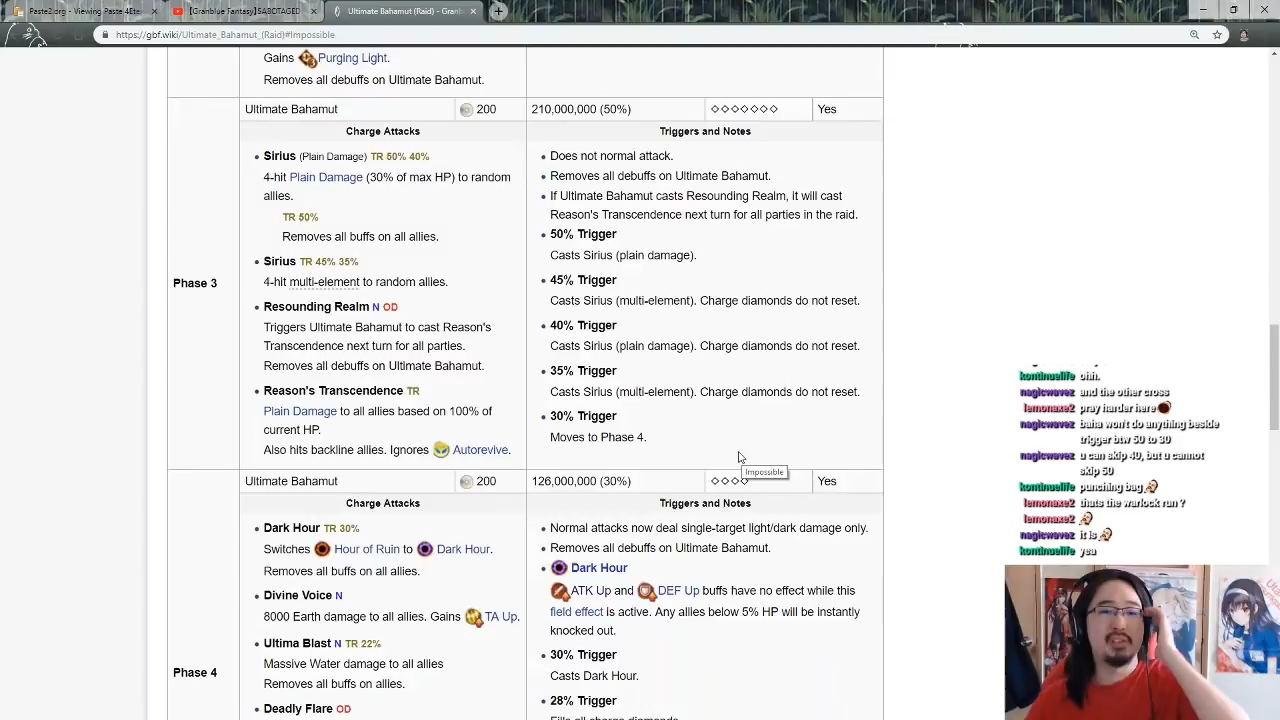 Paste2.org - Viewing Paste 4Ete
[Granblue Fantasy]SABOTAGED
Ultimate Bahamut (Raid) - Granb
https://gbf.wiki/Ultimate_Bahamut_(Raid)#Impossible
Gains Purging Light.
Removes all debuffs on Ultimate Bahamut.
Ultimate Bahamut 200 210,000,000 (50%) ◇◇◇◇◇◇◇ Yes
Charge Attacks Triggers and Notes
Phase 3
Sirius (Plain Damage) TR 50% 40%
4-hit Plain Damage (30% of max HP) to random
allies.
TR 50%
Removes all buffs on all allies.
Sirius TR 45% 35%
4-hit multi-element to random allies.
Resounding Realm N OD
Triggers Ultimate Bahamut to cast Reason's
Transcendence next turn for all parties.
Removes all debuffs on Ultimate Bahamut.
Reason's Transcendence TR
Plain Damage to all allies based on 100% of
current HP.
Also hits backline allies. Ignores Autorevive.
Does not normal attack.
Removes all debuffs on Ultimate Bahamut.
If Ultimate Bahamut casts Resounding Realm, it will cast
Reason's Transcendence next turn for all parties in the raid.
50% Trigger
Casts Sirius (plain damage).
45% Trigger
Casts Sirius (multi-element). Charge diamonds do not reset.
40% Trigger
Casts Sirius (plain damage). Charge diamonds do not reset.
35% Trigger
Casts Sirius (multi-element). Charge diamonds do not reset.
30% Trigger
Moves to Phase 4.
Impossible
Ultimate Bahamut 200 126,000,000 (30%) ◇◇◇◇ Yes
Charge Attacks Triggers and Notes
Phase 4
Dark Hour TR 30%
Switches Hour of Ruin to Dark Hour.
Removes all buffs on all allies.
Divine Voice N
8000 Earth damage to all allies. Gains TA Up.
Ultima Blast N TR 22%
Massive Water damage to all allies
Removes all buffs on all allies.
Deadly Flare OD
Normal attacks now deal single-target light/dark damage only.
Removes all debuffs on Ultimate Bahamut.
Dark Hour
ATK Up and DEF Up buffs have no effect while this
field effect is active. Any allies below 5% HP will be instantly
knocked out.
30% Trigger
Casts Dark Hour.
28% Trigger
Fills all charge diamonds
kontinuelife ohh.
nagicwavez and the other cross
lemonaxe2 pray harder here
nagicwavez baha won't do anything beside
trigger btw 50 to 30
nagicwavez u can skip 40, but u cannot
skip 50
kontinuelife punching bag
lemonaxe2 thats the warlock run ?
lemonaxe2
nagicwavez it is
kontinuelife yea